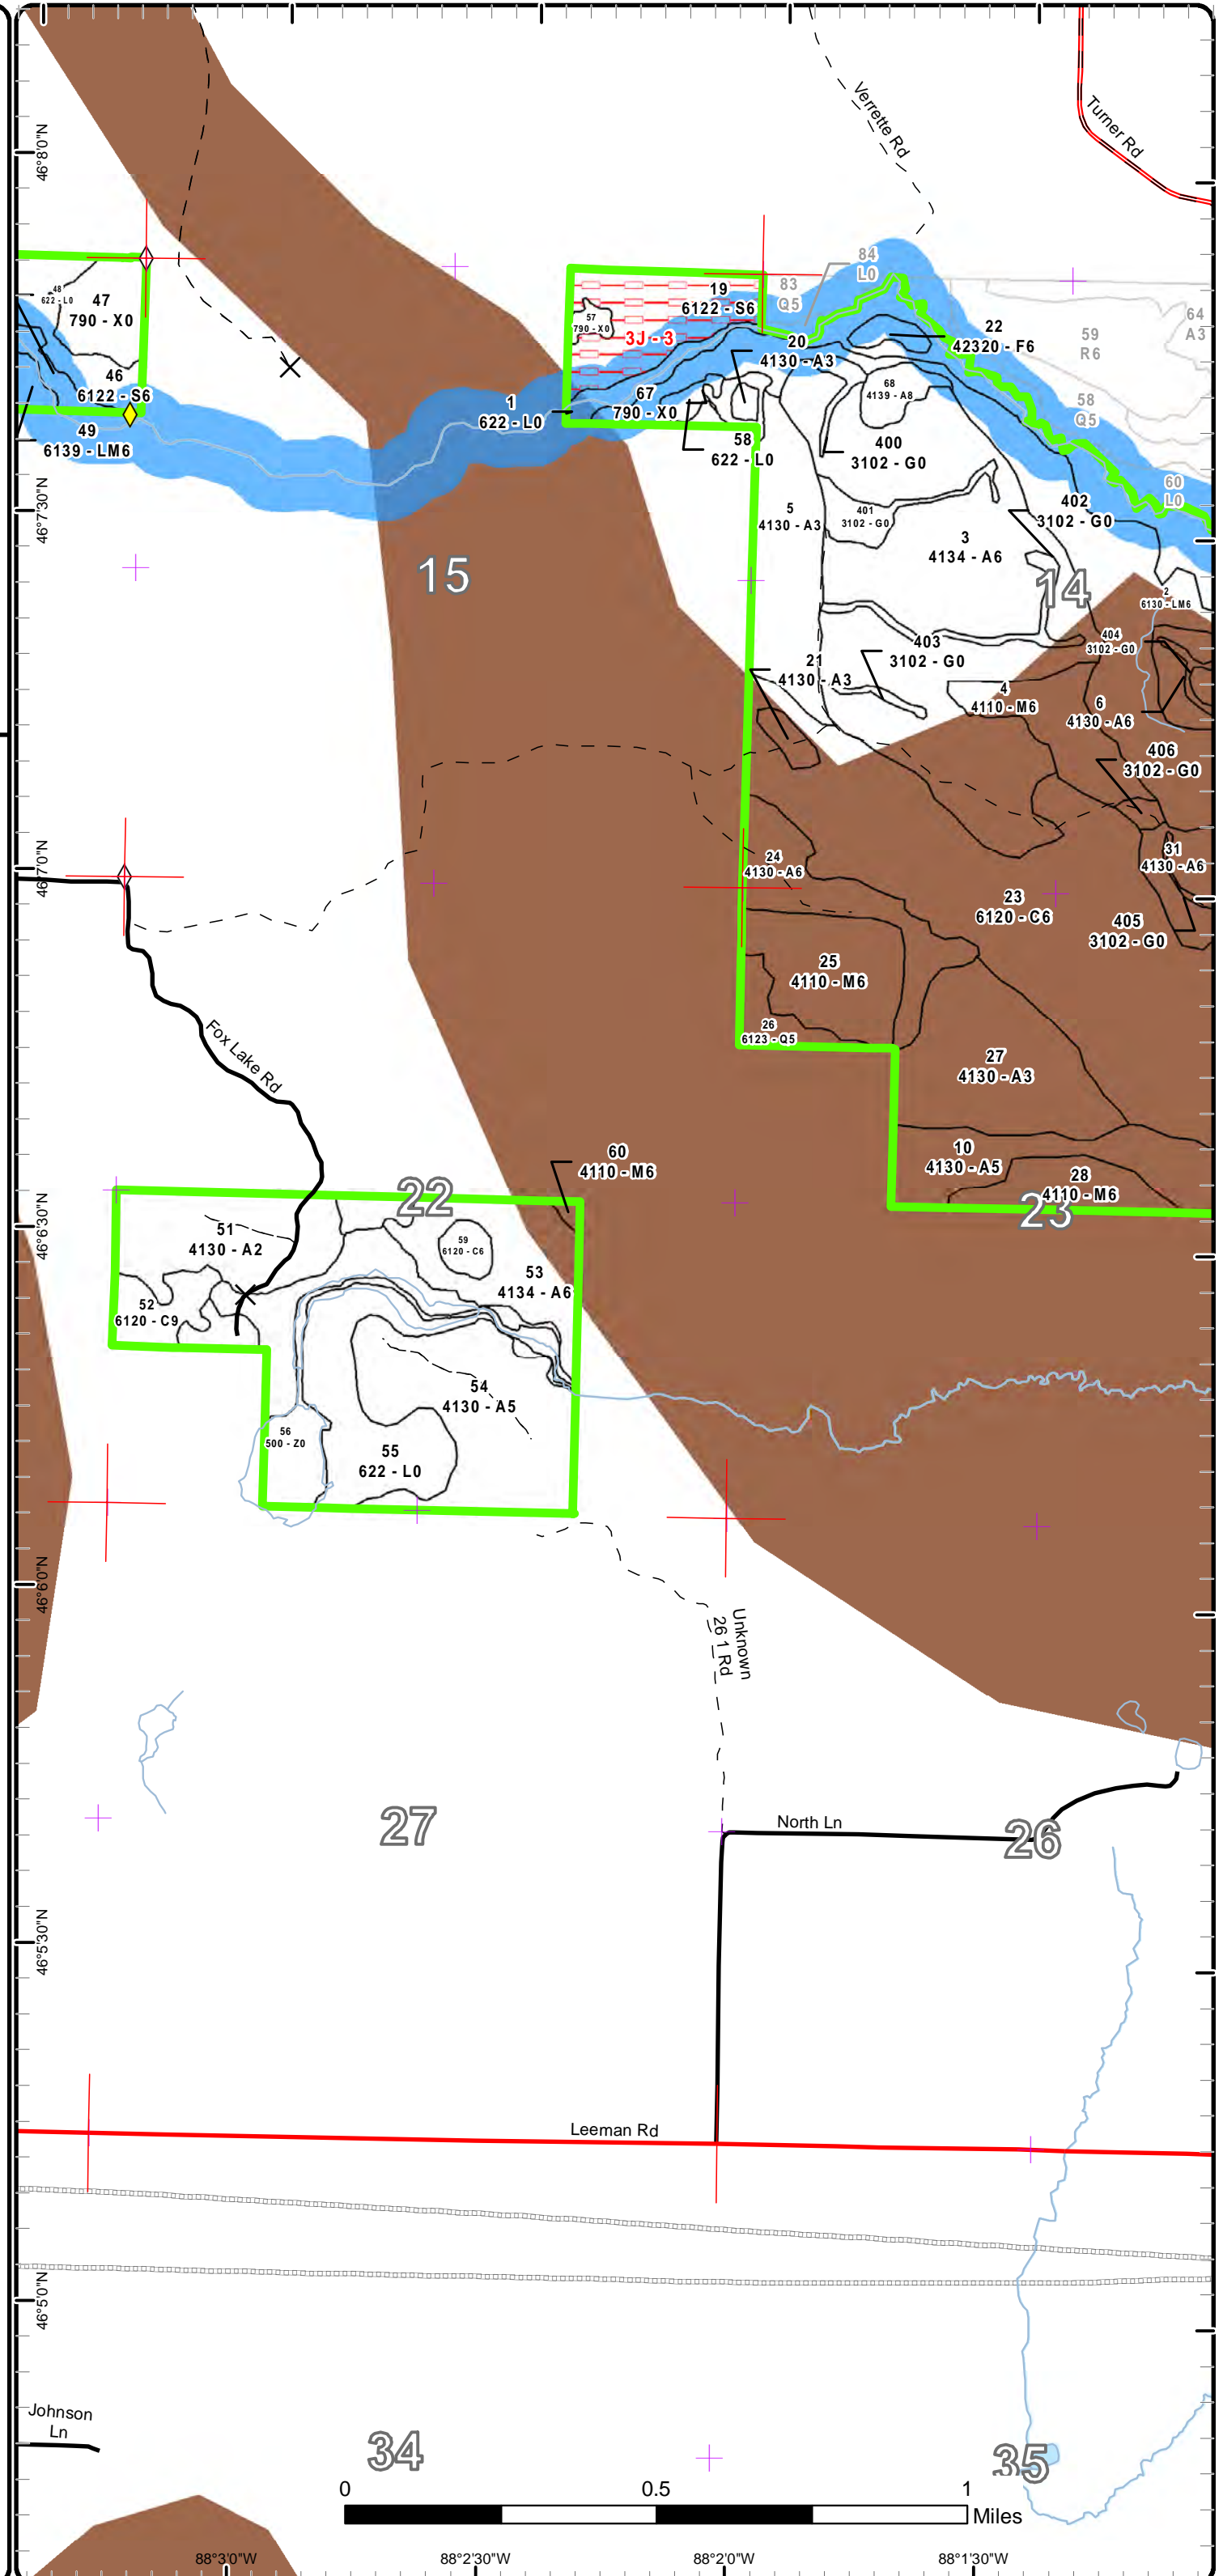 Verrette Rd
Turner Rd
46°8'0"N
84
L0
83
Q5
64
A3
59
R6
58
Q5
60
L0
48
622 - L0
47
790 - X0
46
6122 - S6
49
6139 - LM6
19
6122 - S6
57
790 - X0
3J - 3
20
4130 - A3
22
42320 - F6
1
622 - L0
67
790 - X0
68
4139 - A8
58
622 - L0
400
3102 - G0
46°7'30"N
5
4130 - A3
401
3102 - G0
402
3102 - G0
3
4134 - A6
15
14
2
6130 - LM6
404
3102 - G0
403
3102 - G0
21
4130 - A3
4
4110 - M6
6
4130 - A6
406
3102 - G0
46°7'0"N
24
4130 - A6
31
4130 - A6
23
6120 - C6
405
3102 - G0
25
4110 - M6
26
6123 - Q5
Fox Lake Rd
27
4130 - A3
60
4110 - M6
10
4130 - A5
28
4110 - M6
22
23
46°6'30"N
51
4130 - A2
59
6120 - C6
53
4134 - A6
52
6120 - C9
54
4130 - A5
56
500 - Z0
55
622 - L0
46°6'0"N
Unknown
26 1 Rd
27
North Ln
26
46°5'30"N
Leeman Rd
46°5'0"N
Johnson
Ln
34
35
0 0.5 1
Miles
88°3'0"W 88°2'30"W 88°2'0"W 88°1'30"W